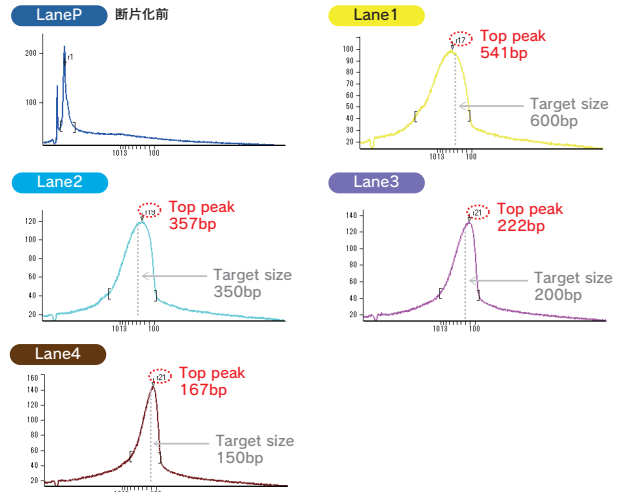 LaneP 断片化前
200
100
r1
1013 100
Lane1
Top peak
541bp
r17
Target size
600bp
100
90
80
70
60
50
40
30
20
1013 100
Lane2
Top peak
357bp
Target size
350bp
120
100
80
60
40
20
1013 100
Lane3
Top peak
222bp
r21
Target size
200bp
140
120
100
80
60
40
20
1013 100
Lane4
Top peak
167bp
r21
Target size
150bp
160
140
120
100
80
60
40
20